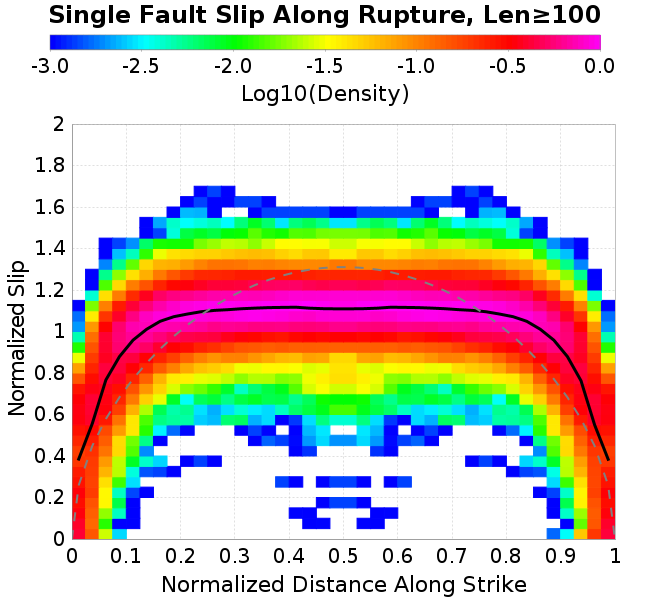 Single Fault Slip Along Rupture, Len≥100
-3.0 -2.5 -2.0 -1.5 -1.0 -0.5 0.0
Log10(Density)
2
1.8
1.6
1.4
1.2
1
0.8
0.6
0.4
0.2
0
Normalized Slip
0 0.1 0.2 0.3 0.4 0.5 0.6 0.7 0.8 0.9 1
Normalized Distance Along Strike